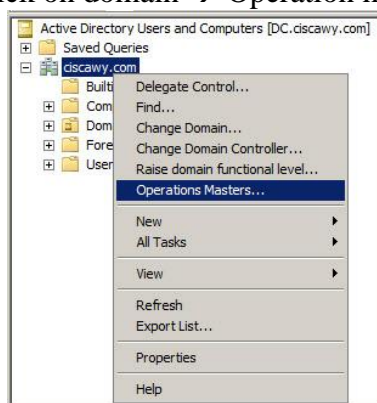 Active Directory Users and Computers [DC.ciscawy.com]
Saved Queries
ciscawy.com
Builti
Com
Dom
Fore
User
Delegate Control...
Find...
Change Domain...
Change Domain Controller...
Raise domain functional level...
Operations Masters...
New
All Tasks
View
Refresh
Export List...
Properties
Help